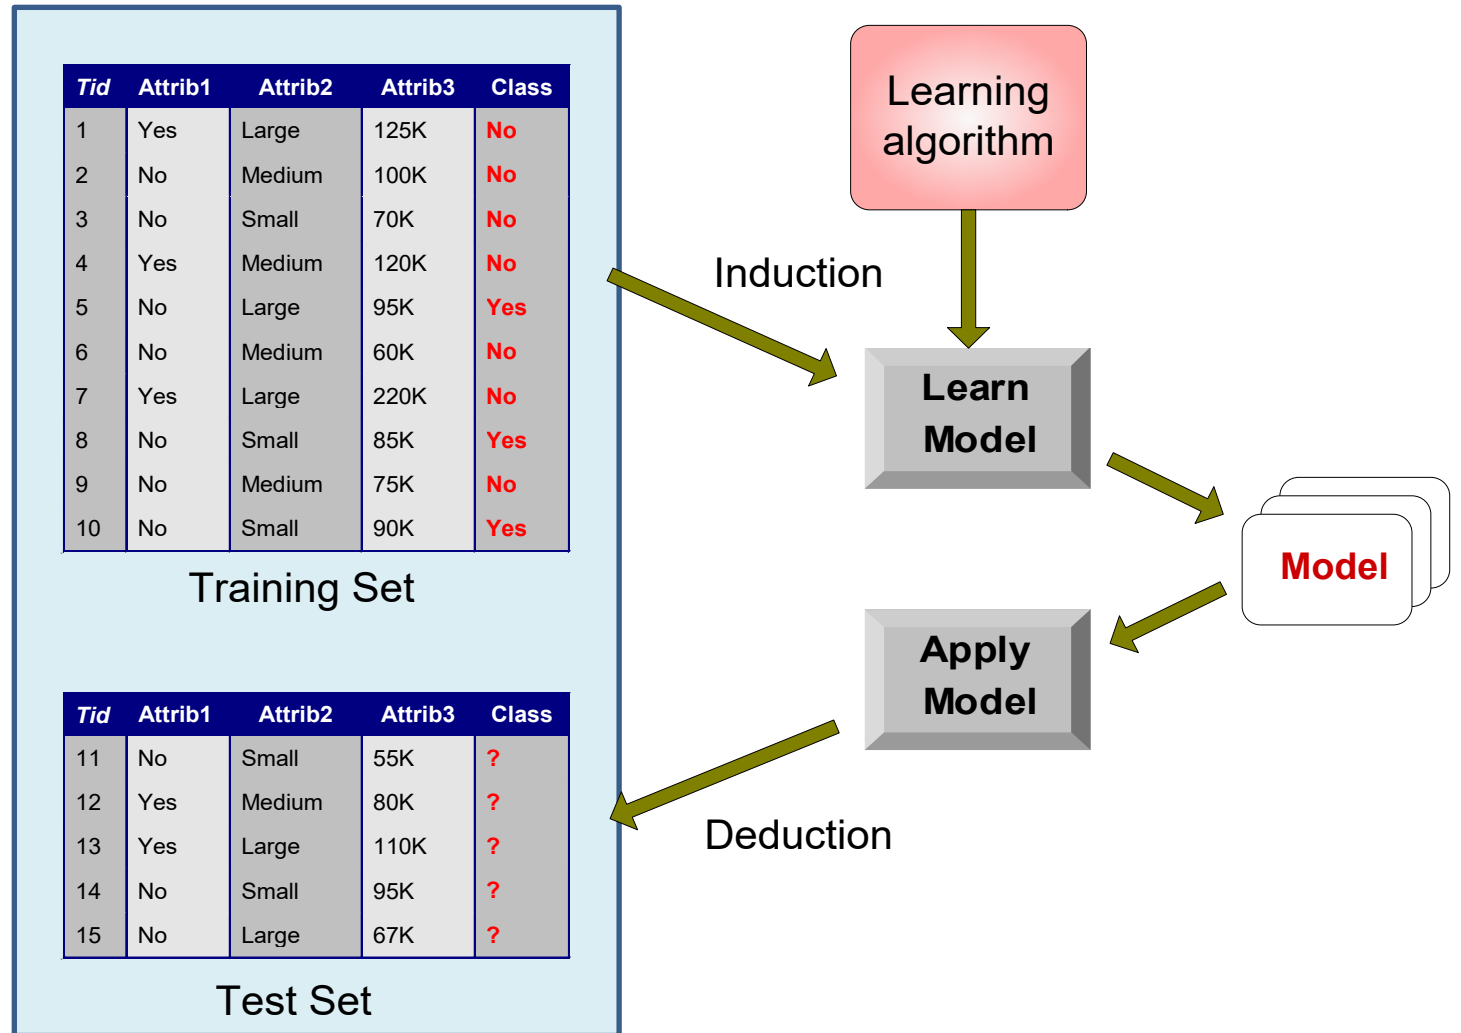 Tid Attrib1 Attrib2 Attrib3 Class
1 Yes Large 125K No
2 No Medium 100K No
3 No Small 70K No
4 Yes Medium 120K No
5 No Large 95K Yes
6 No Medium 60K No
7 Yes Large 220K No
8 No Small 85K Yes
9 No Medium 75K No
10 No Small 90K Yes
Training Set
Tid Attrib1 Attrib2 Attrib3 Class
11 No Small 55K ?
12 Yes Medium 80K ?
13 Yes Large 110K ?
14 No Small 95K ?
15 No Large 67K ?
Test Set
Learning
algorithm
Induction
Learn
Model
Model
Apply
Model
Deduction